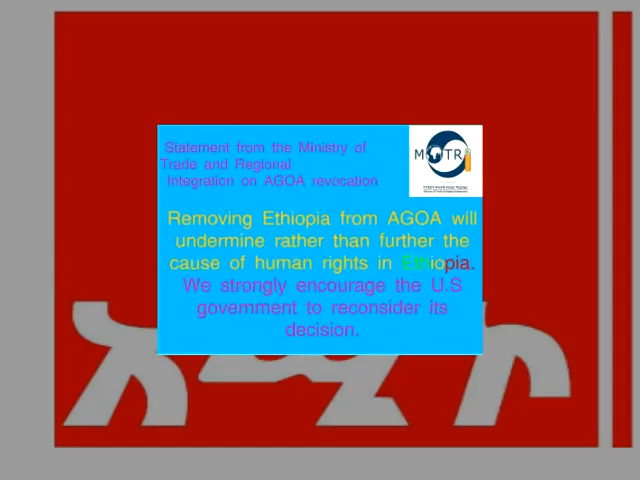 Statement from the Ministry of
Trade and Regional
Integration on AGOA revocation
MOTRI
Removing Ethiopia from AGOA will
undermine rather than further the
cause of human rights in Ethiopia.
We strongly encourage the U.S
government to reconsider its
decision.